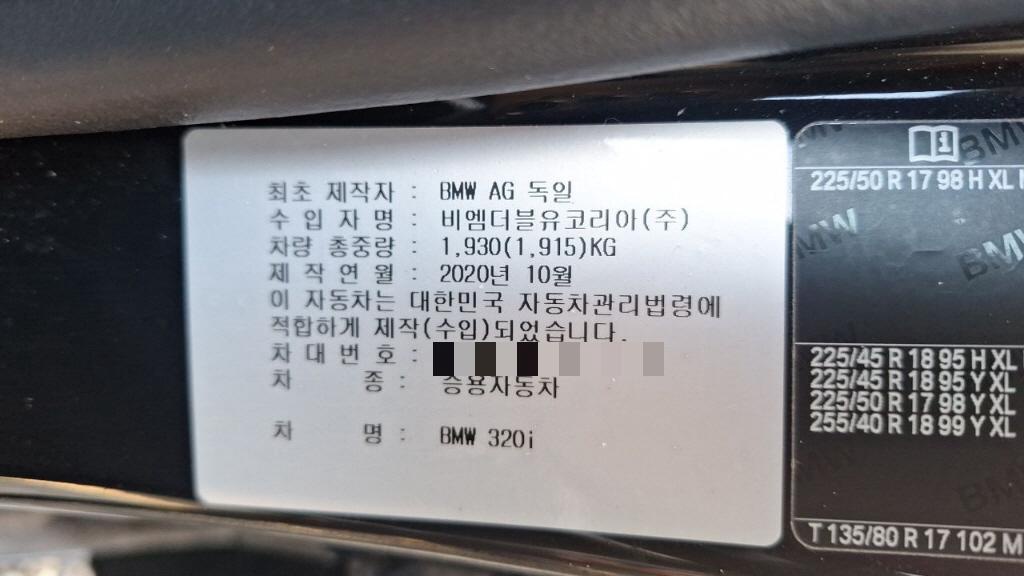 최초 제작자 : BMW AG 독일
수 입 자 명 : 비엠더블유코리아(주)
차량 총중량 : 1,930(1,915)KG
제 작 연 월 : 2020년 10월
이 자동차는 대한민국 자동차관리법령에
적합하게 제작(수입)되었습니다.
차 대 번 호 :
차 종 : 승용자동차
차 명 : BMW 320i
BMW
225/50 R 17 98 H XL
BMW
BMW
225/45 R 18 95 H XL
225/45 R 18 95 Y XL
225/50 R 17 98 Y XL
255/40 R 18 99 Y XL
BMW
BMW
T 135/80 R 17 102 M